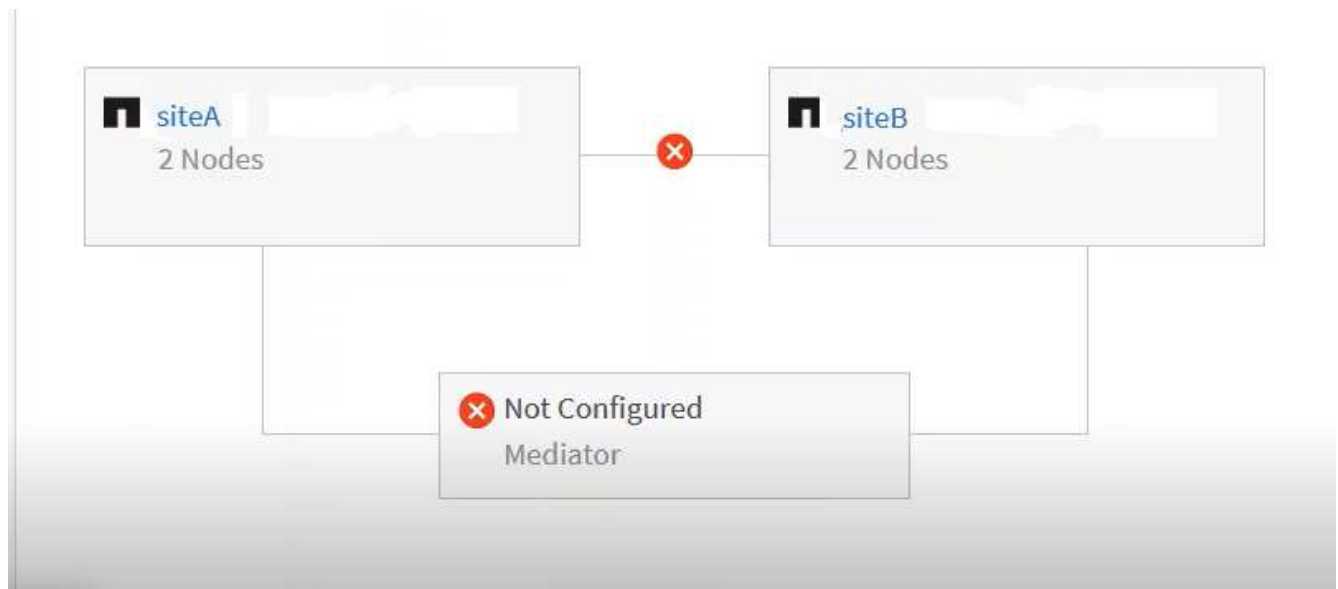 siteA
2 Nodes
siteB
2 Nodes
Not Configured
Mediator